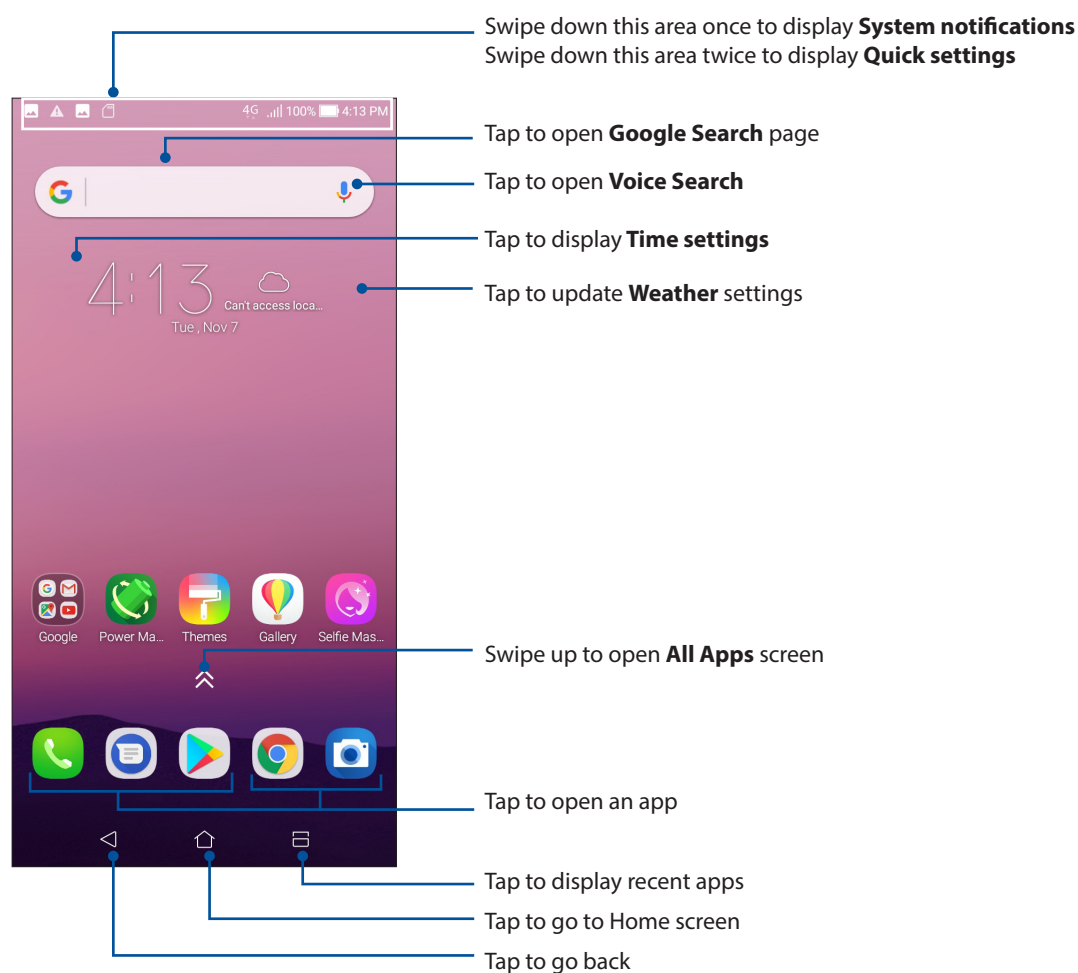 Swipe down this area once to display System notifications
Swipe down this area twice to display Quick settings
4G 100% 4:13 PM
Tap to open Google Search page
G
Tap to open Voice Search
Tap to display Time settings
4:13
Can't access loca...
Tue , Nov 7
Tap to update Weather settings
Google Power Ma... Themes Gallery Selfie Mas...
Swipe up to open All Apps screen
Tap to open an app
Tap to display recent apps
Tap to go to Home screen
Tap to go back